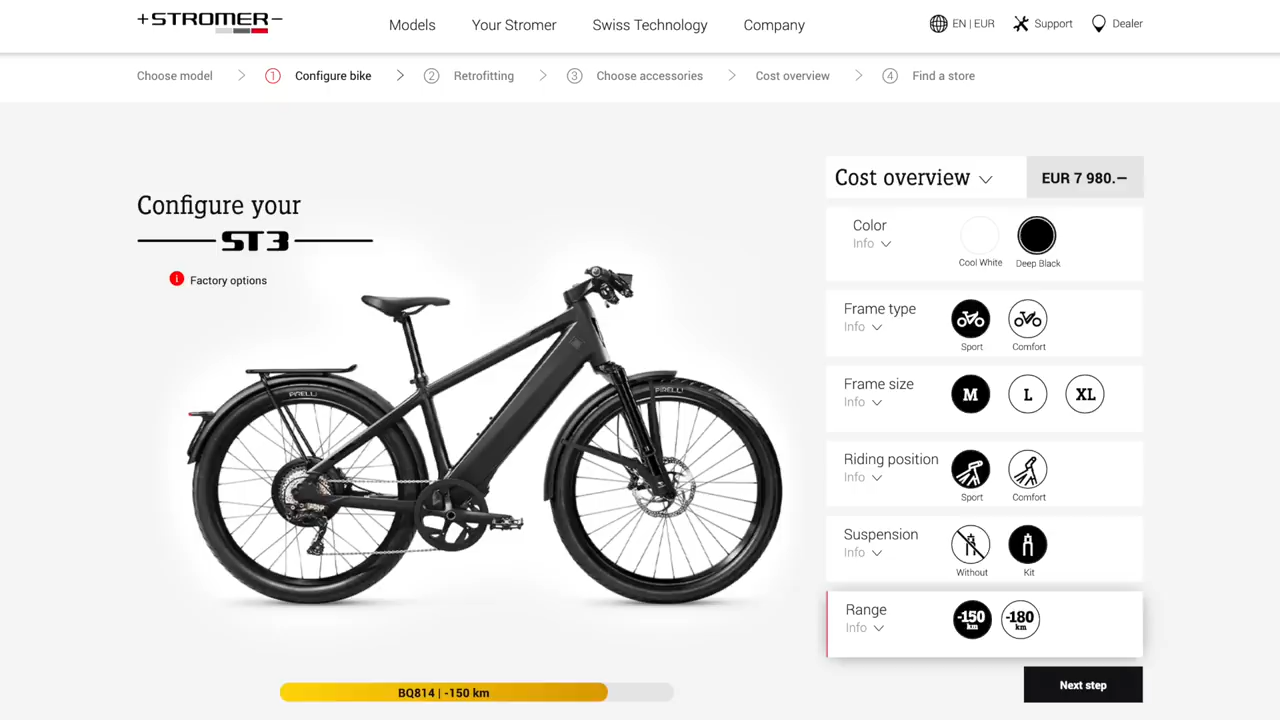 STROMER
Models
Your Stromer
Swiss Technology
Company
EN | EUR
Support
Dealer
Choose model
1 Configure bike
2 Retrofitting
3 Choose accessories
Cost overview
4 Find a store
Configure your
ST3
i Factory options
PIRELLI
PIRELLI
BQ814 | -150 km
Cost overview
EUR 7 980.–
Color
Info
Cool White
Deep Black
Frame type
Info
Sport
Comfort
Frame size
Info
M
L
XL
Riding position
Info
Sport
Comfort
Suspension
Info
Without
Kit
Range
Info
-150 km
-180 km
Next step